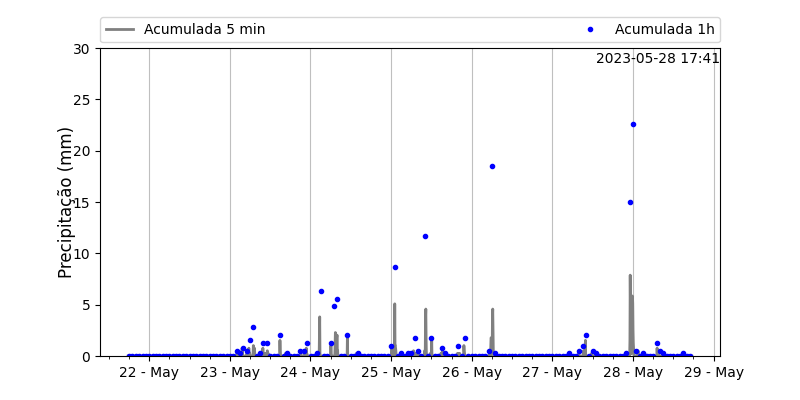 Acumulada 5 min Acumulada 1h
2023-05-28 17:41
Precipitação (mm)
30
25
20
15
10
5
0
22 - May 23 - May 24 - May 25 - May 26 - May 27 - May 28 - May 29 - May